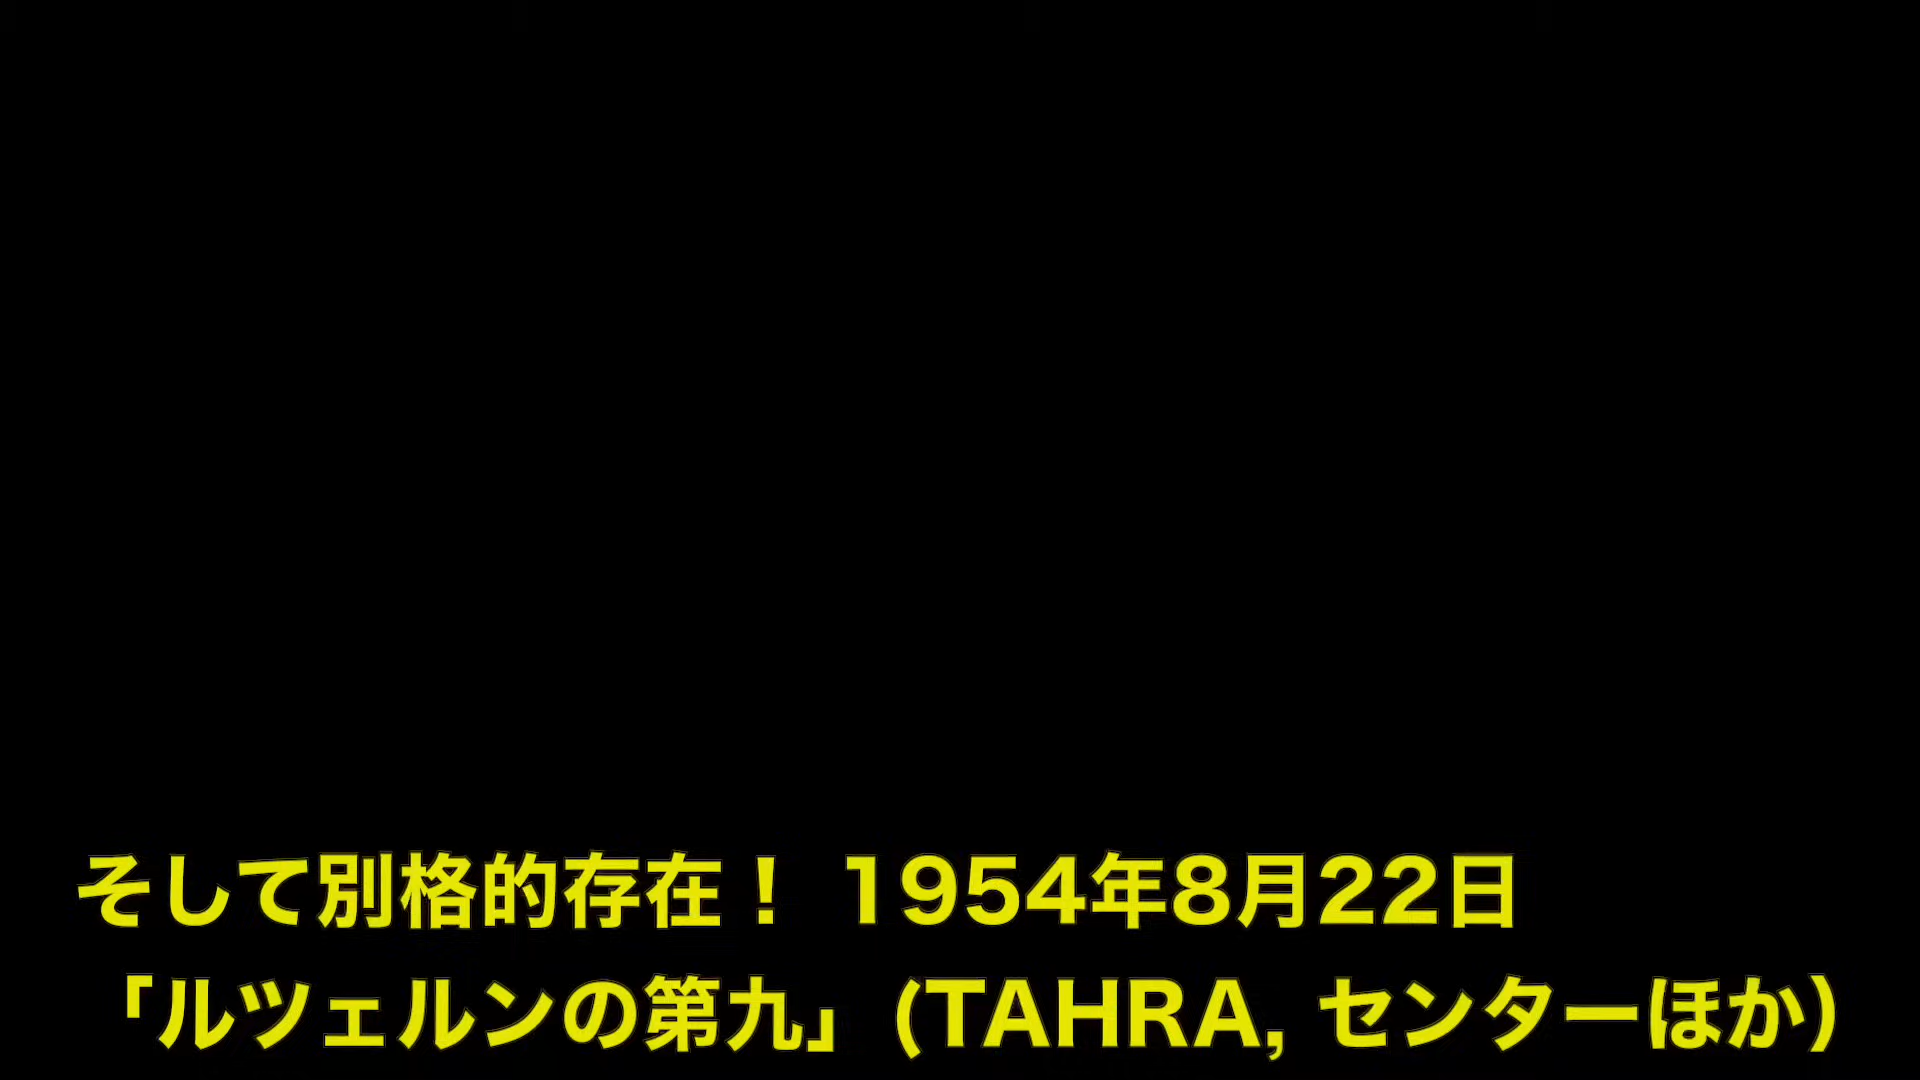 そして別格的存在！ 1954年8月22日
「ルツェルンの第九」(TAHRA, センターほか）